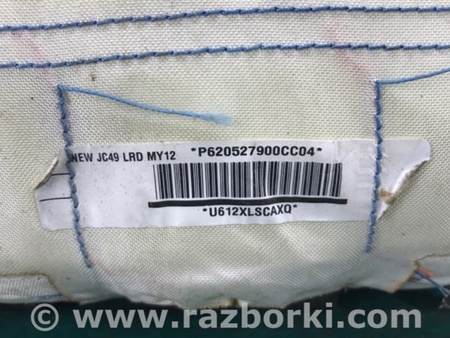 NEW JC49 LRD MY12 *P620527900CC04*
*U612XLSCAXQ*
© www.razborki.com